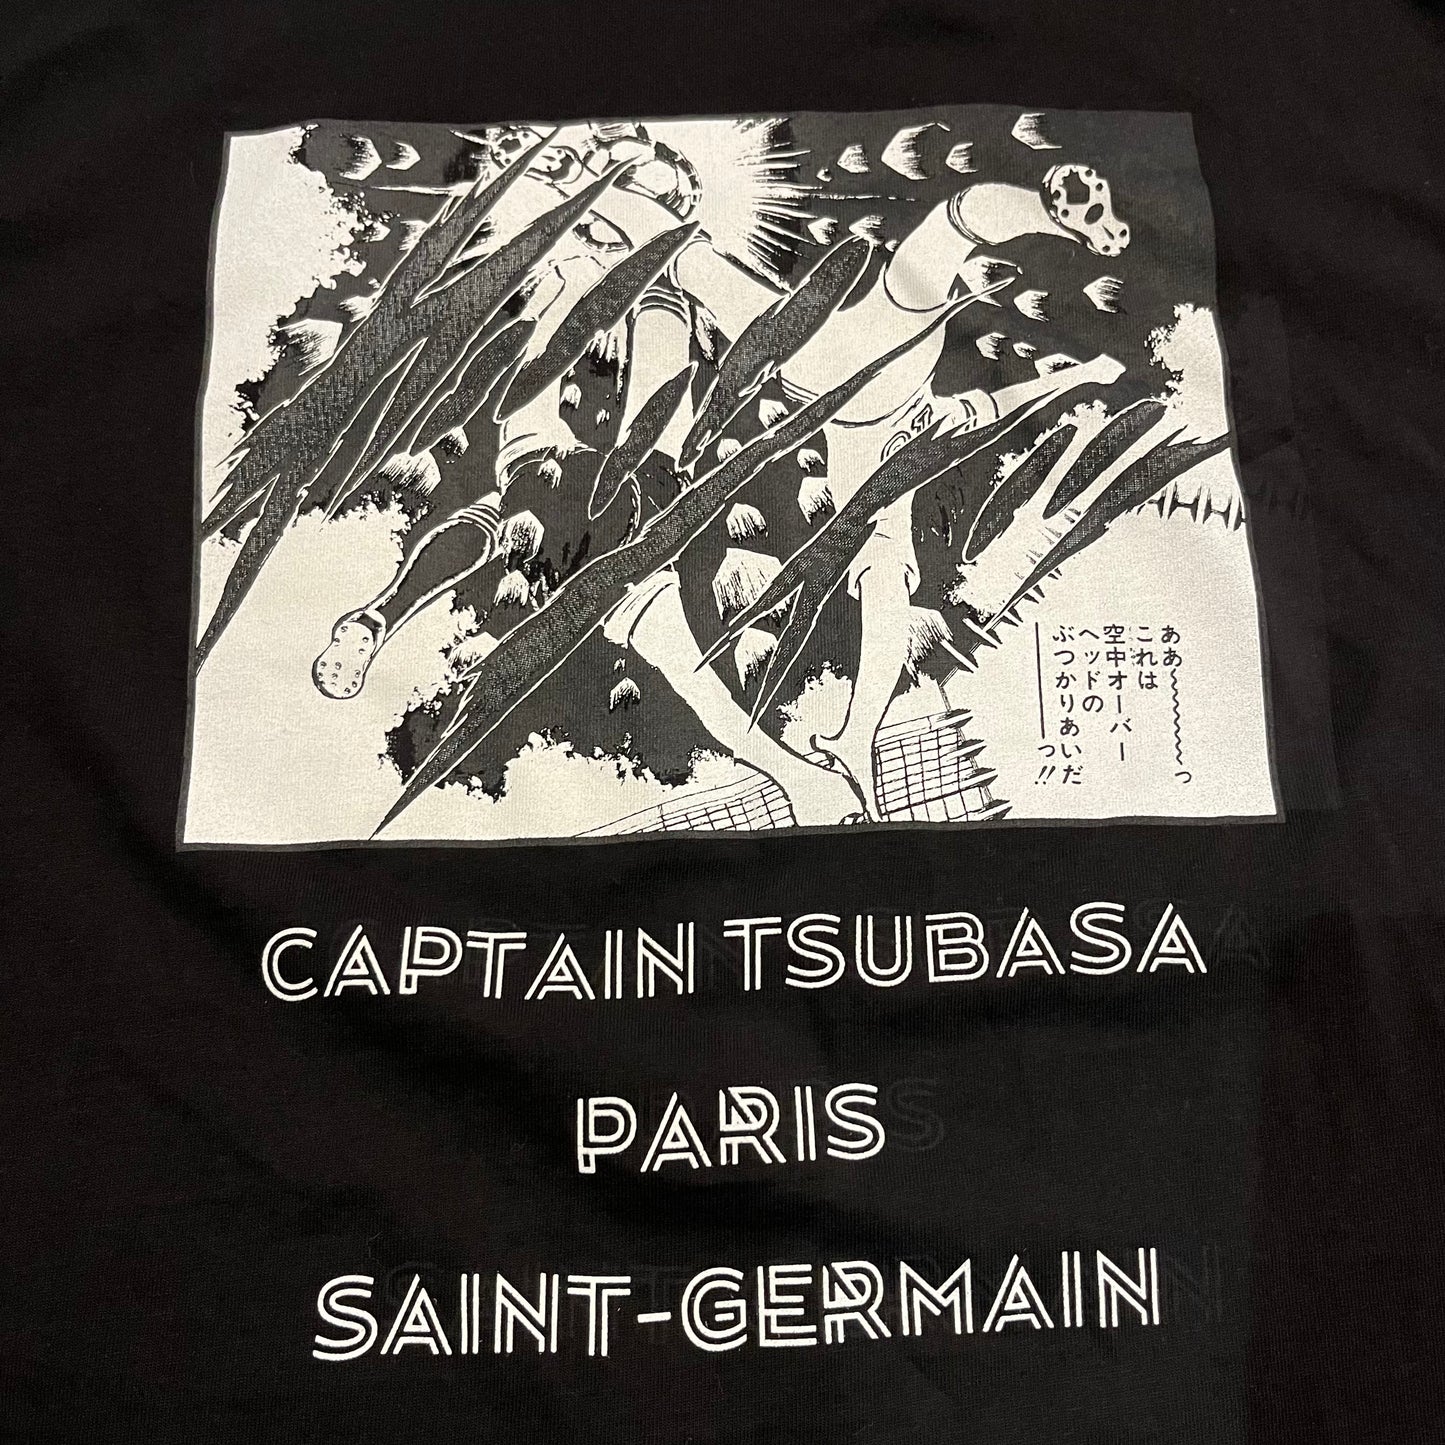 ああ〜〜〜〜っ
これは
空中オーバー
ヘッドの
ぶつかりあいだ
――――っ!!
CAPTAIN TSUBASA
PARIS
SAINT-GERMAIN